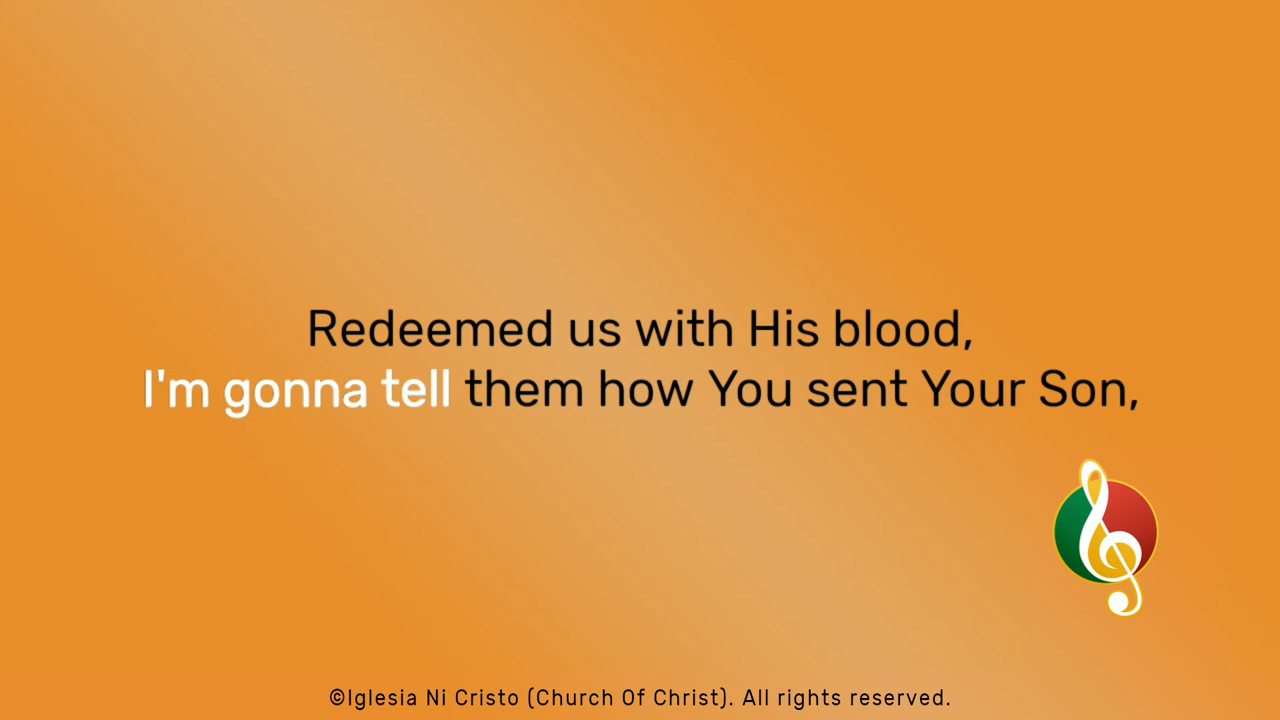 Redeemed us with His blood,
I'm gonna tell them how You sent Your Son,
©Iglesia Ni Cristo (Church Of Christ). All rights reserved.